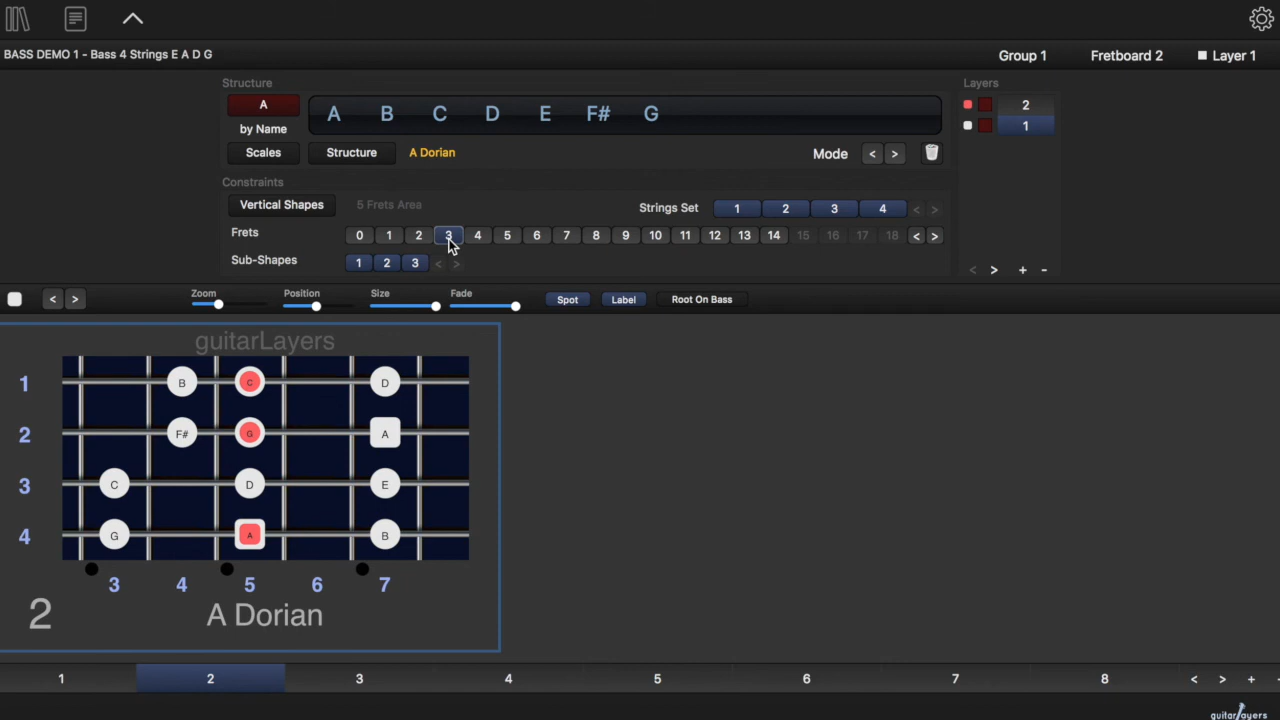 BASS DEMO 1 - Bass 4 Strings E A D G
Group 1 Fretboard 2 Layer 1
Structure
Layers
A
A B C D E F# G
2
by Name
1
Scales Structure A Dorian Mode < >
Constraints
Vertical Shapes 5 Frets Area Strings Set 1 2 3 4 < >
Frets 0 1 2 3 4 5 6 7 8 9 10 11 12 13 14 15 16 17 18 < >
Sub-Shapes 1 2 3 < >
< > + -
< > Zoom Position Size Fade Spot Label Root On Bass
guitarLayers
1 B C D
2 F# G A
3 C D E
4 G A B
3 4 5 6 7
2 A Dorian
1 2 3 4 5 6 7 8 < > + -
guitarlayers